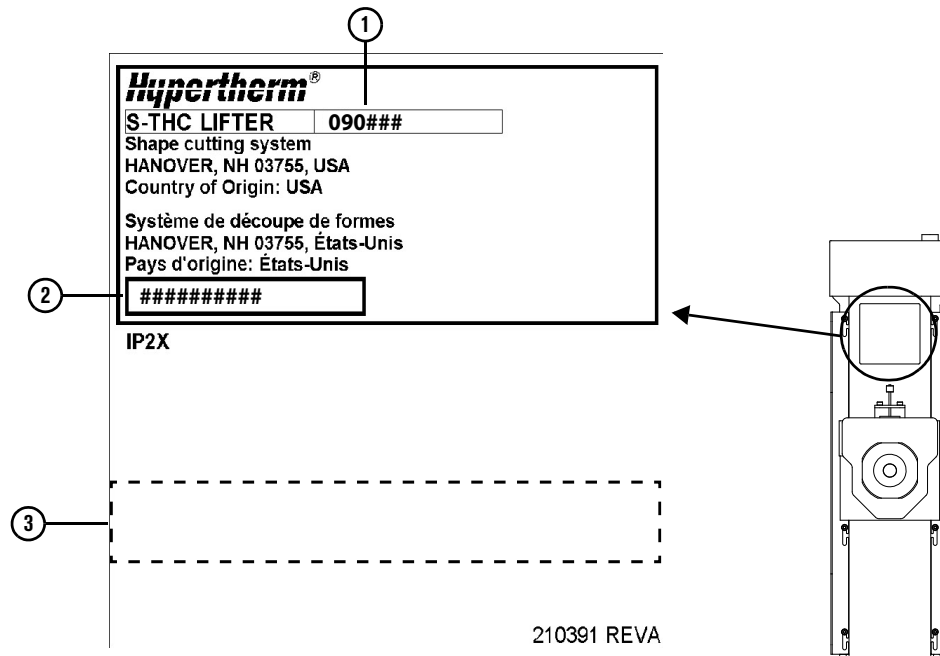 1
Hypertherm®
S-THC LIFTER 090###
Shape cutting system
HANOVER, NH 03755, USA
Country of Origin: USA
Système de découpe de formes
HANOVER, NH 03755, États-Unis
Pays d'origine: États-Unis
2
##########
IP2X
3
210391 REVA